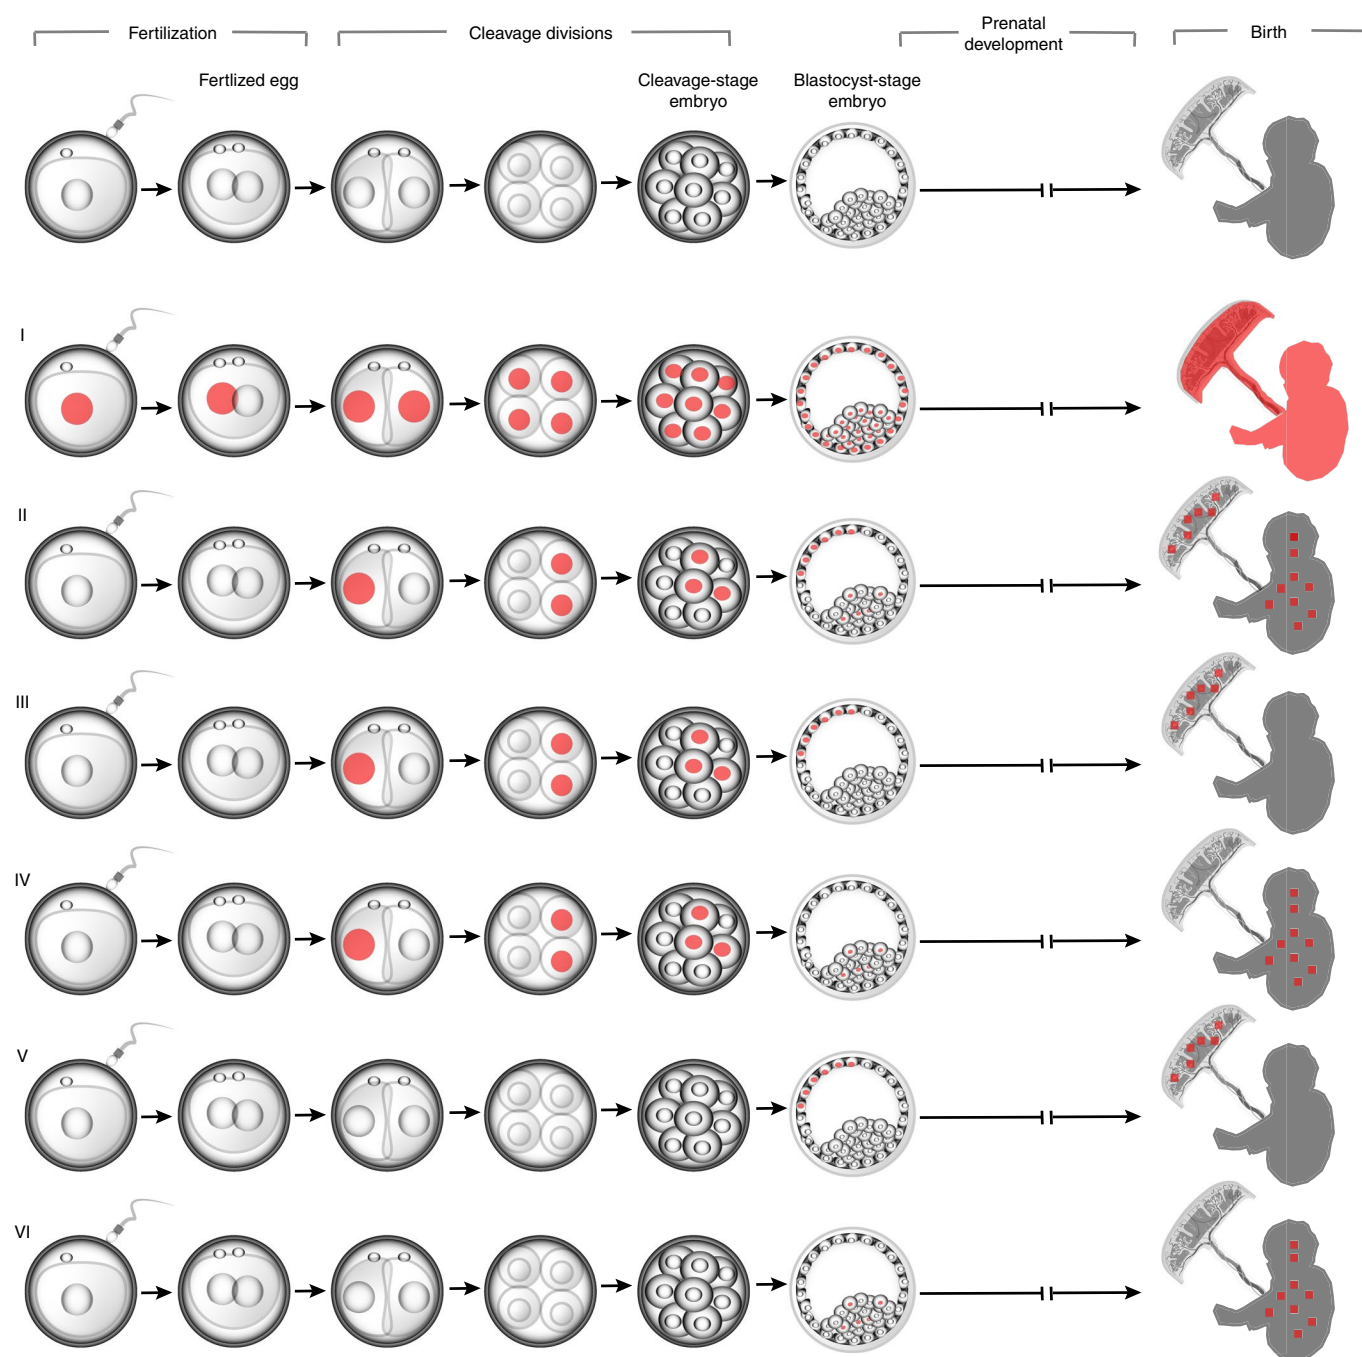 Fertilization
Cleavage divisions
Prenatal
development
Birth
Fertlized egg
Cleavage-stage
embryo
Blastocyst-stage
embryo
I
II
III
IV
V
VI